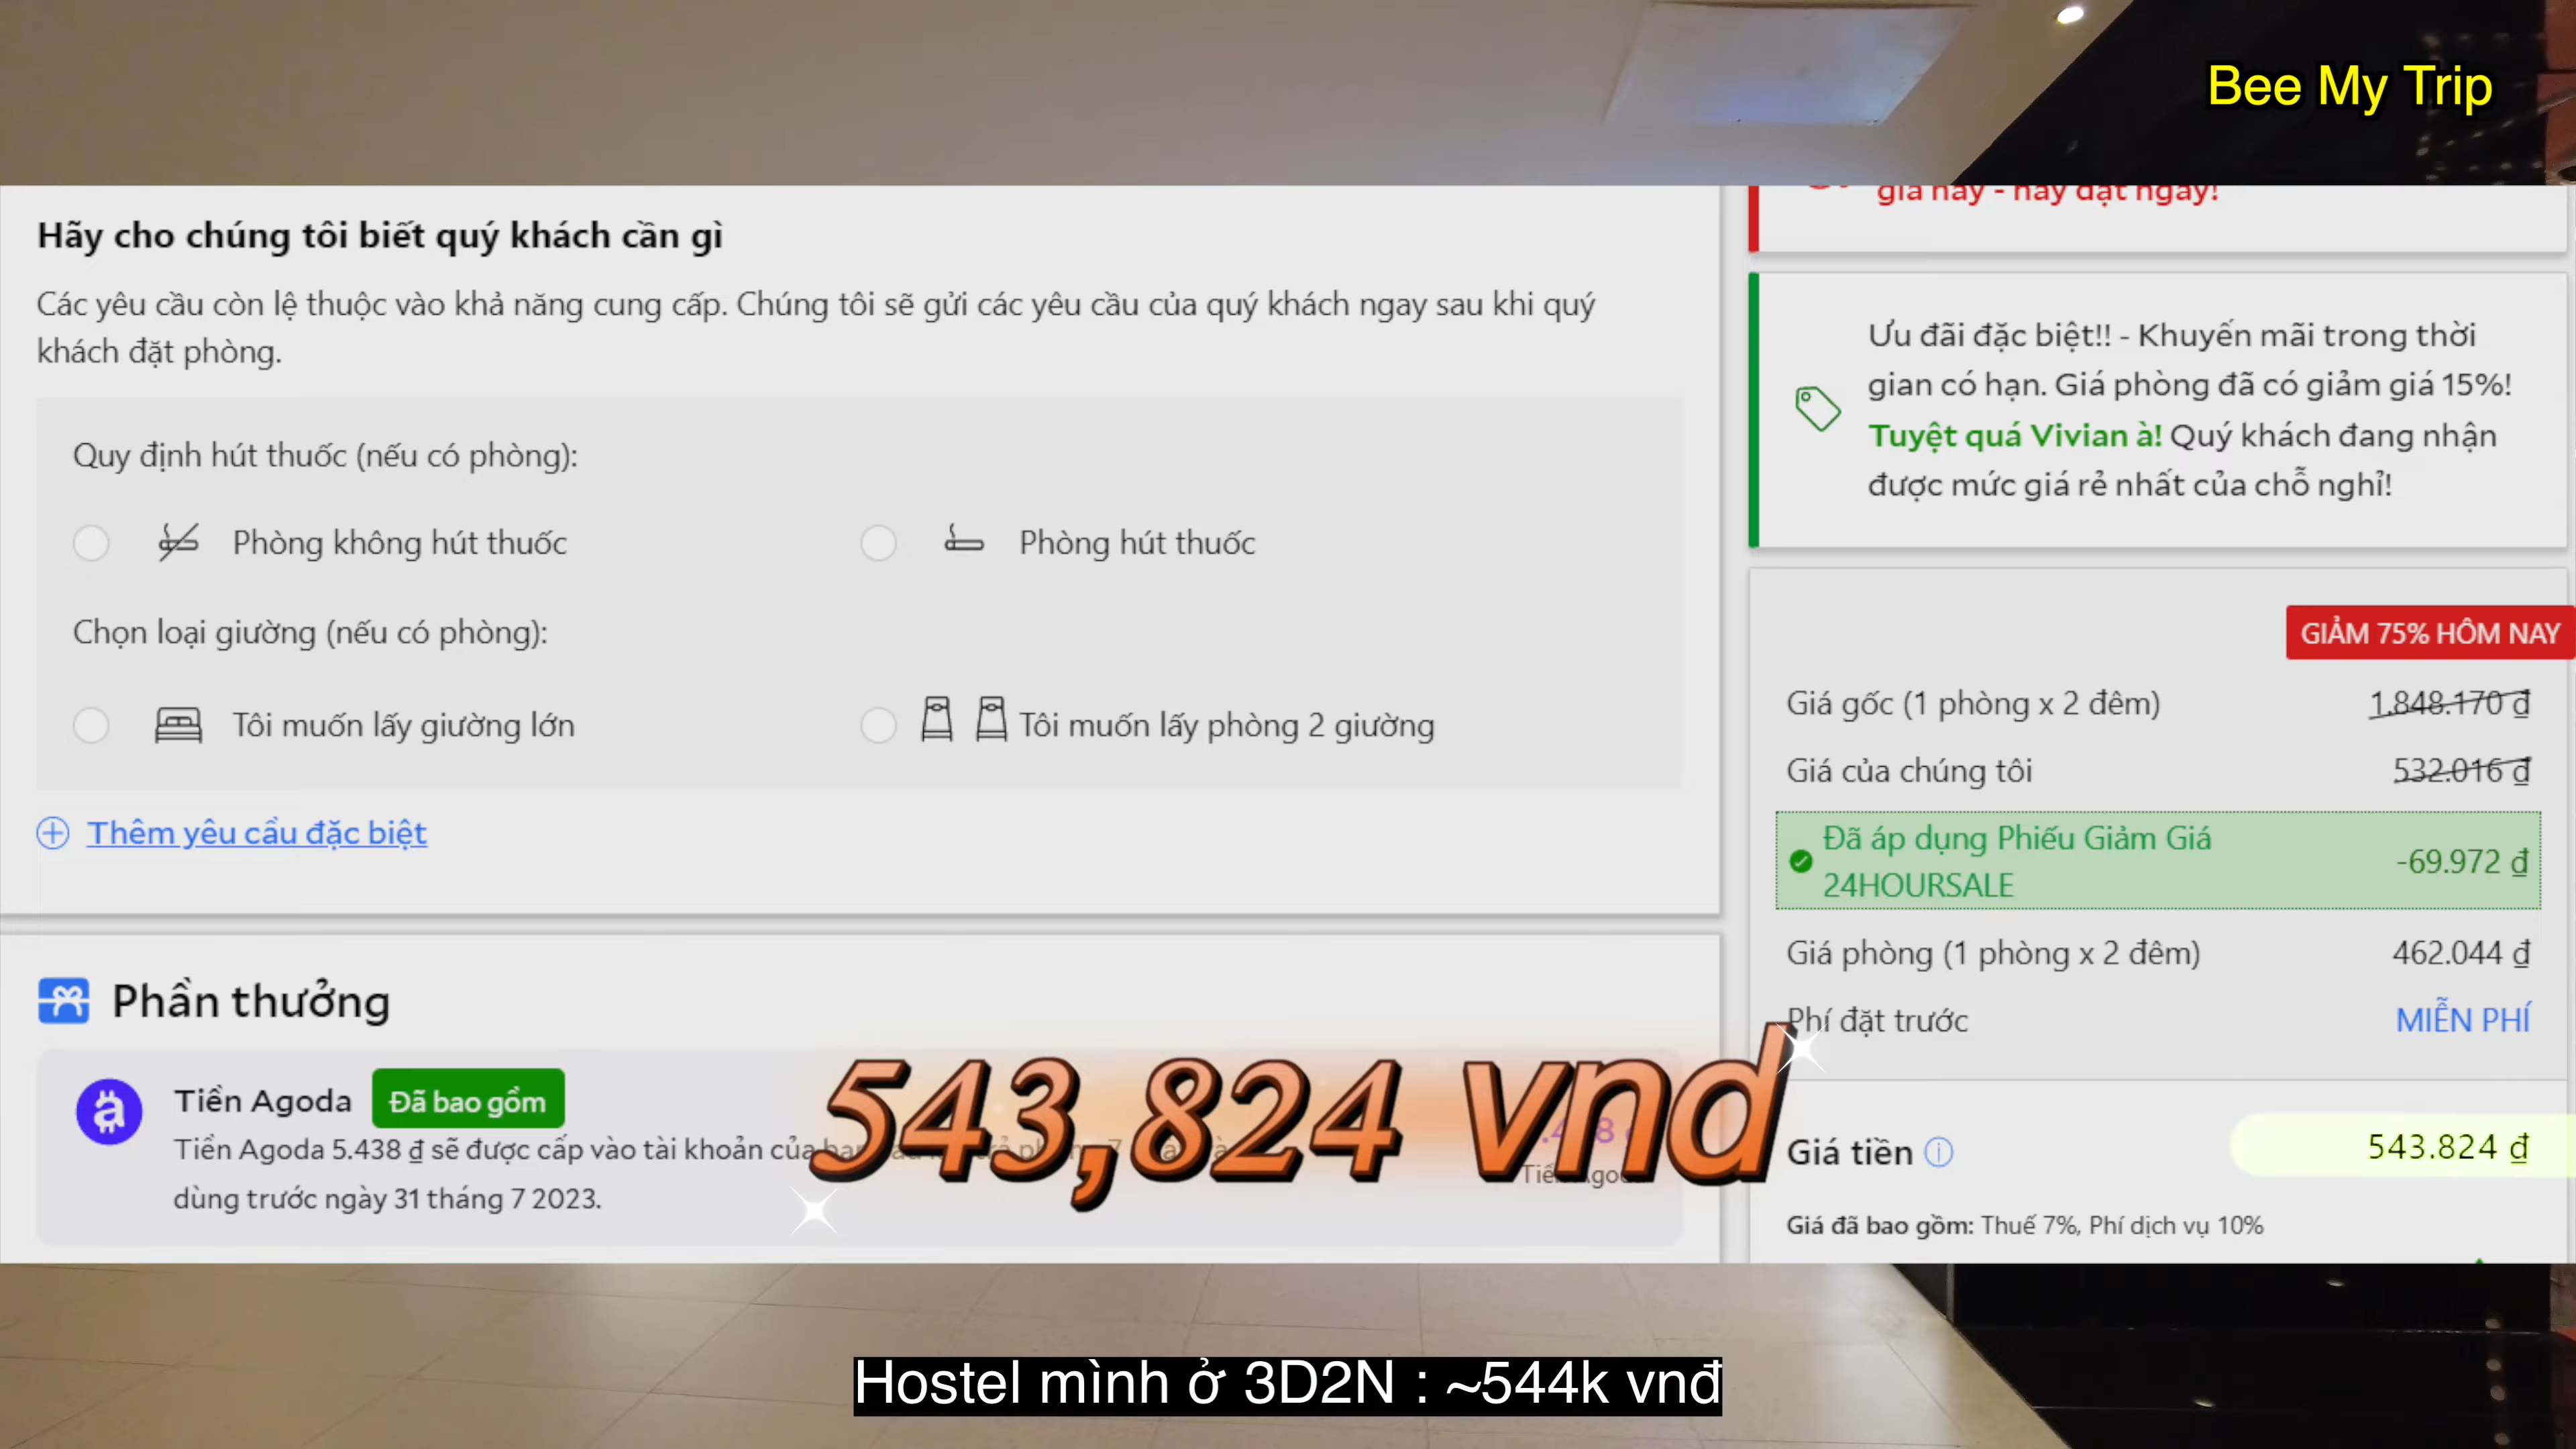 Bee My Trip
giá này - hãy đặt ngay!
Hãy cho chúng tôi biết quý khách cần gì
Các yêu cầu còn lệ thuộc vào khả năng cung cấp. Chúng tôi sẽ gửi các yêu cầu của quý khách ngay sau khi quý
khách đặt phòng.
Quy định hút thuốc (nếu có phòng):
Phòng không hút thuốc
Phòng hút thuốc
Chọn loại giường (nếu có phòng):
Tôi muốn lấy giường lớn
Tôi muốn lấy phòng 2 giường
Thêm yêu cầu đặc biệt
Ưu đãi đặc biệt!! - Khuyến mãi trong thời
gian có hạn. Giá phòng đã có giảm giá 15%!
Tuyệt quá Vivian à! Quý khách đang nhận
được mức giá rẻ nhất của chỗ nghỉ!
GIẢM 75% HÔM NAY
Giá gốc (1 phòng x 2 đêm) 1.848.170 ₫
Giá của chúng tôi 532.016 ₫
Đã áp dụng Phiếu Giảm Giá
24HOURSALE
-69.972 ₫
Giá phòng (1 phòng x 2 đêm) 462.044 ₫
Phí đặt trước MIỄN PHÍ
Giá tiền 543.824 ₫
Giá đã bao gồm: Thuế 7%, Phí dịch vụ 10%
Phần thưởng
Tiền Agoda Đã bao gồm
Tiền Agoda 5.438 ₫ sẽ được cấp vào tài khoản của
dùng trước ngày 31 tháng 7 2023.
543,824 vnd
Hostel mình ở 3D2N : ~544k vnđ